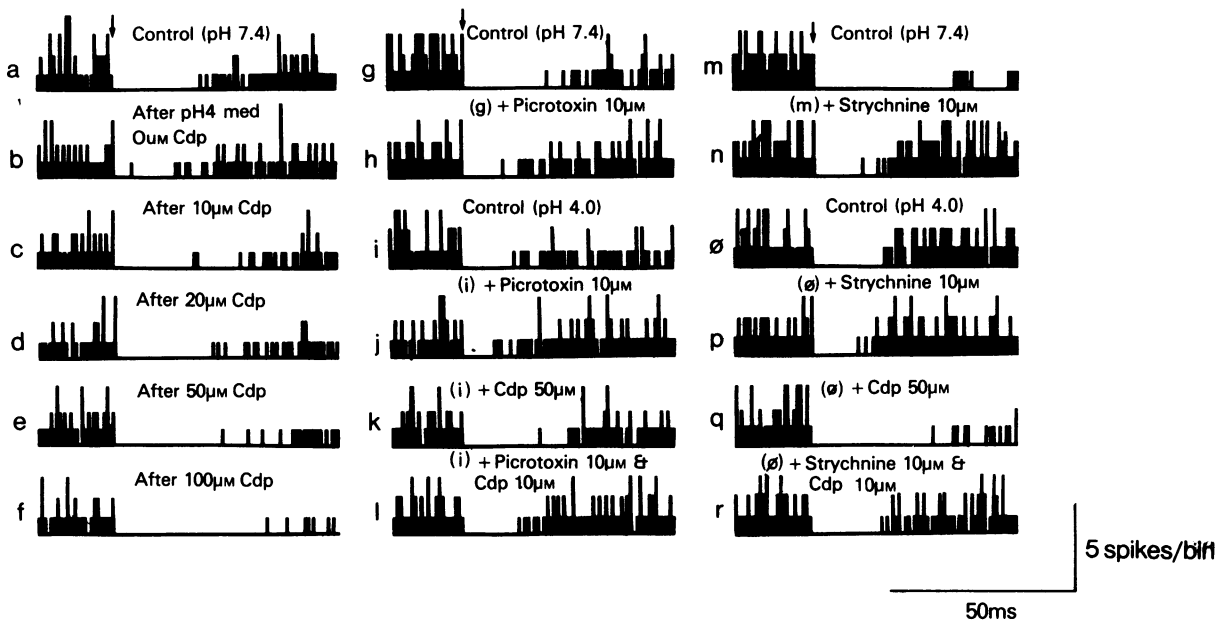 a
Control (pH 7.4)
b
After pH4 med
OuM Cdp
c
After 10µM Cdp
d
After 20µM Cdp
e
After 50µM Cdp
f
After 100µM Cdp
g
Control (pH 7.4)
h
(g) + Picrotoxin 10µM
i
Control (pH 4.0)
j
(i) + Picrotoxin 10µM
k
(i) + Cdp 50µM
l
(i) + Picrotoxin 10µM &
Cdp 10µM
m
Control (pH 7.4)
n
(m) + Strychnine 10µM
ø
Control (pH 4.0)
p
(ø) + Strychnine 10µM
q
(ø) + Cdp 50µM
r
(ø) + Strychnine 10µM &
Cdp 10µM
5 spikes/
50ms